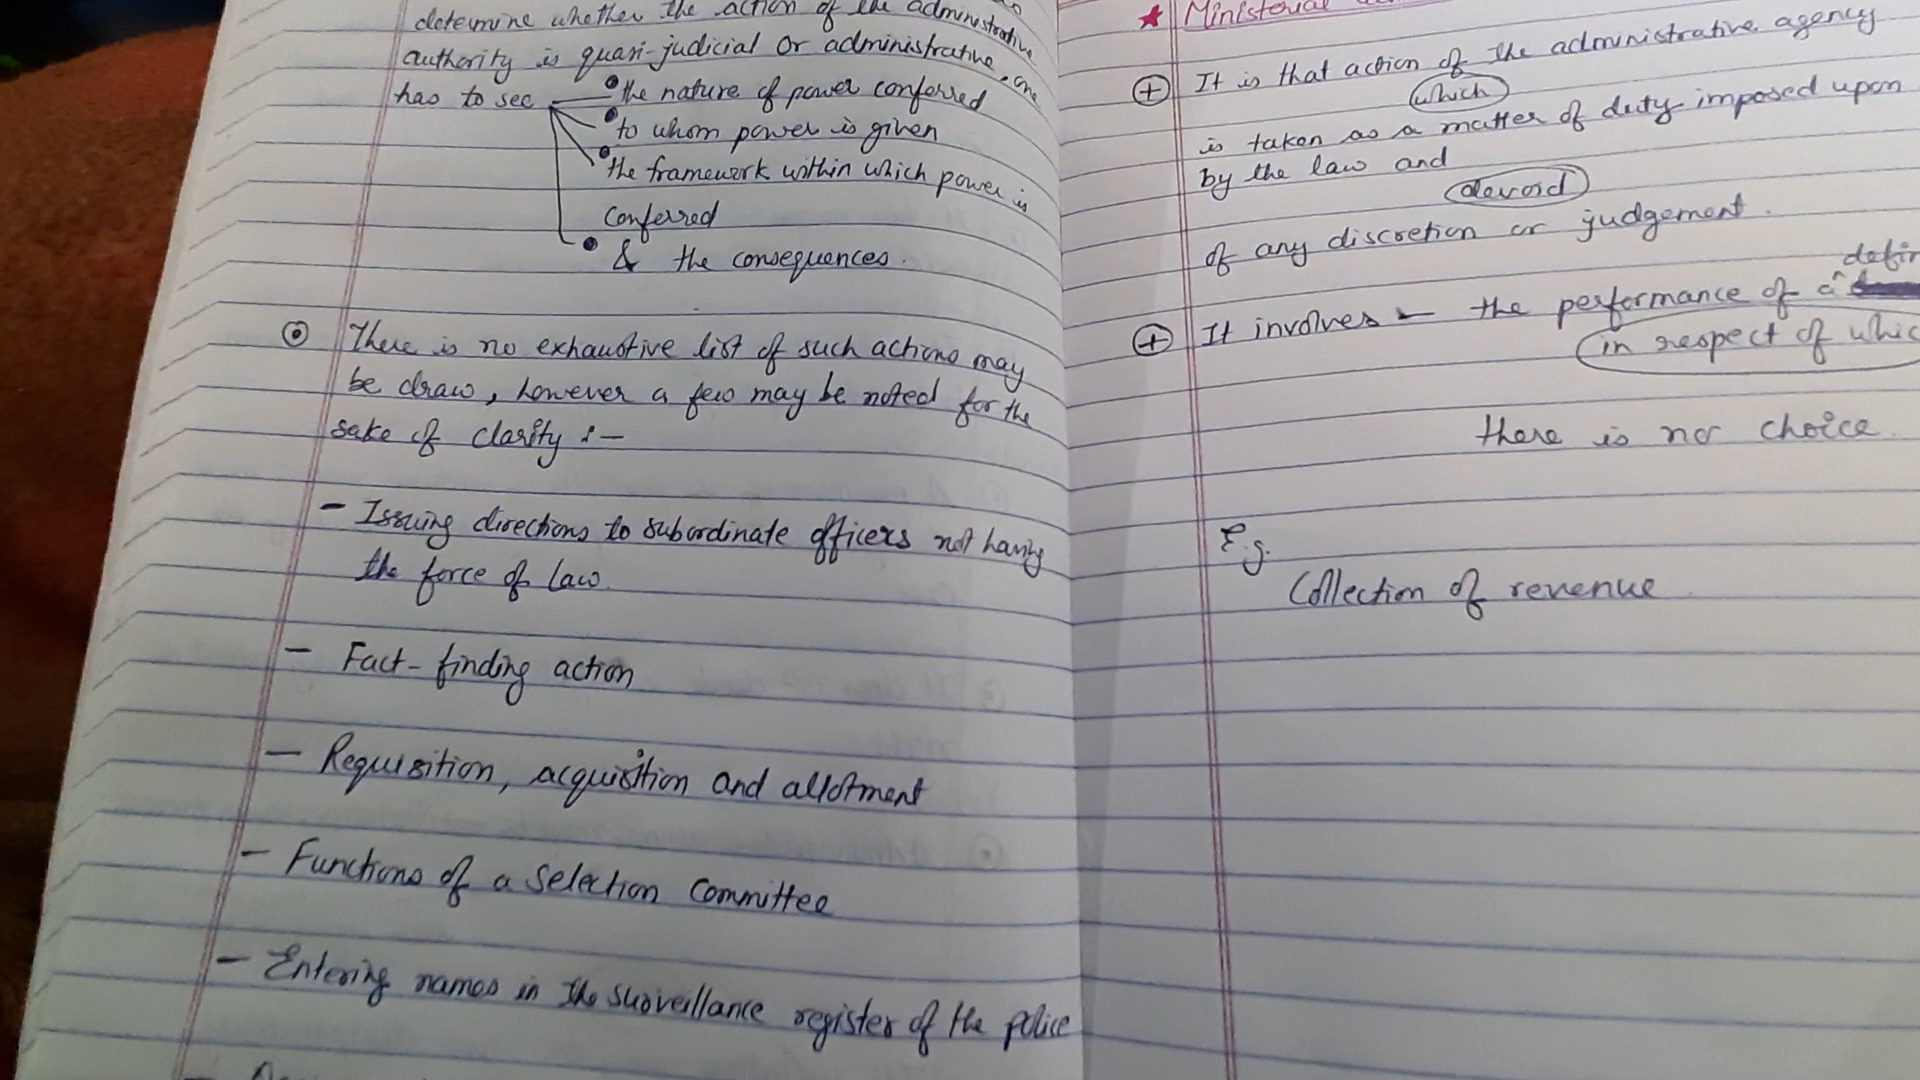 determine whether the action of the administrative
authority is quasi-judicial or administrative, one
has to see
• the nature of power conferred
• to whom power is given
• the framework within which power is
conferred
• & the consequences.
There is no exhaustive list of such actions may
be draw, however a few may be noted for the
sake of clarity :-
- Issuing directions to subordinate officers not having
the force of law.
- Fact-finding action
- Requisition, acquisition and allotment
- Functions of a selection committee
- Entering names in the surveillance register of the police
★ Ministerial
It is that action of the administrative agency
which
is taken as a matter of duty imposed upon
by the law and
devoid
of any discretion or judgement.
It involves - the performance of a
in respect of
there is no choice.
E.g.
Collection of revenue